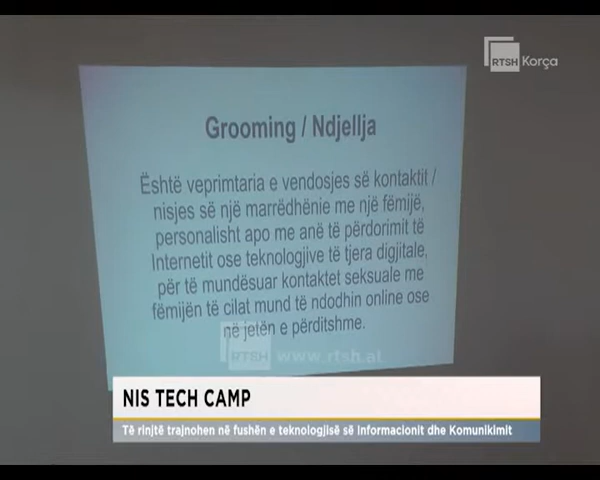 RTSH Korça
Grooming / Ndjellja
Është veprimtaria e vendosjes së kontaktit /
nisjes së një marrëdhënie me një fëmijë,
personalisht apo me anë të përdorimit të
Internetit ose teknologjive të tjera digjitale,
për të mundësuar kontaktet seksuale me
fëmijën të cilat mund të ndodhin online ose
në jetën e përditshme.
RTSH www.rtsh.al
NIS TECH CAMP
Të rinjtë trajnohen në fushën e teknologjisë së Informacionit dhe Komunikimit